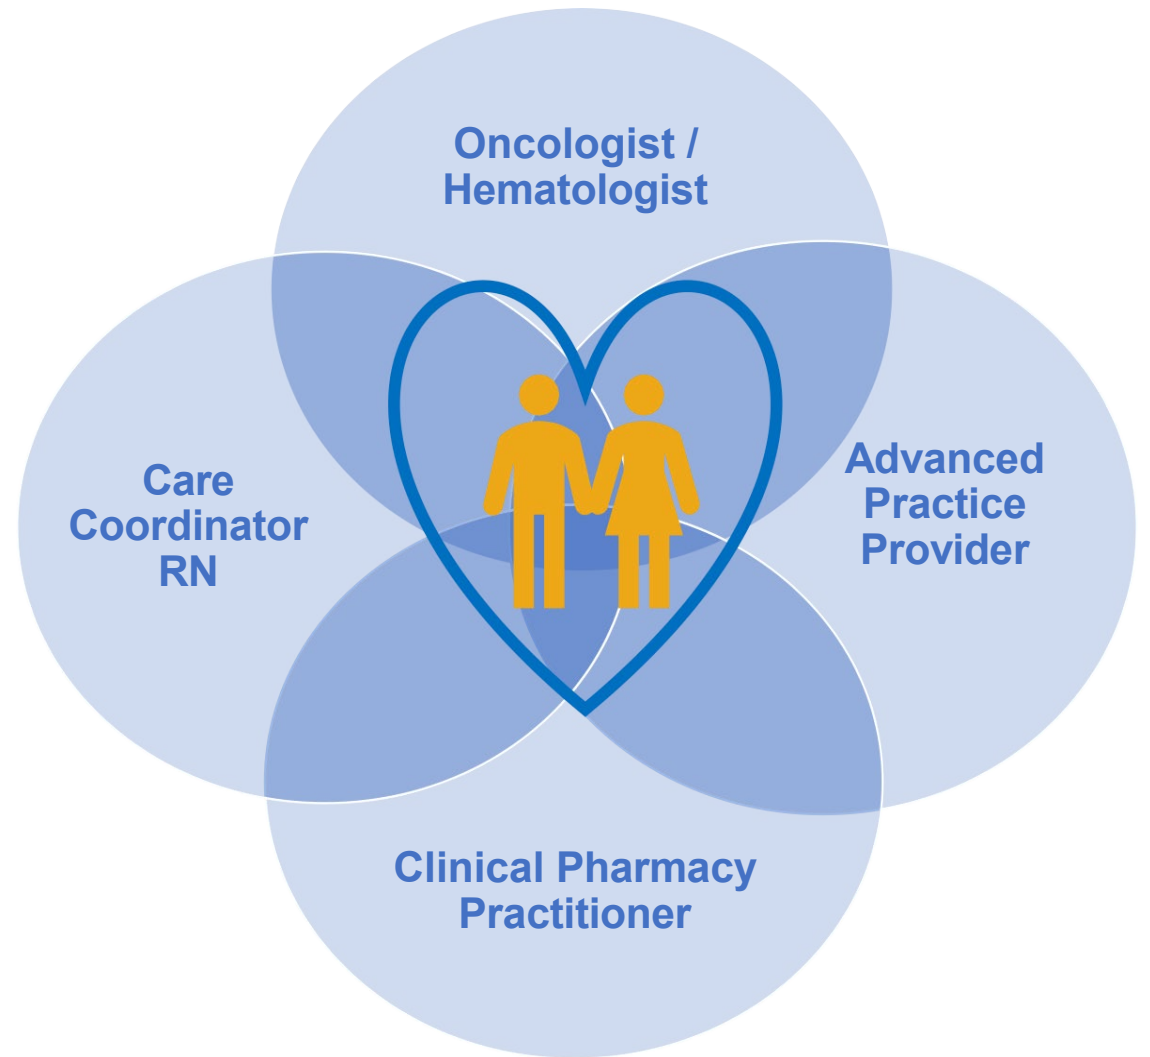 Oncologist /
Hematologist
Care
Coordinator
RN
Advanced
Practice
Provider
Clinical Pharmacy
Practitioner